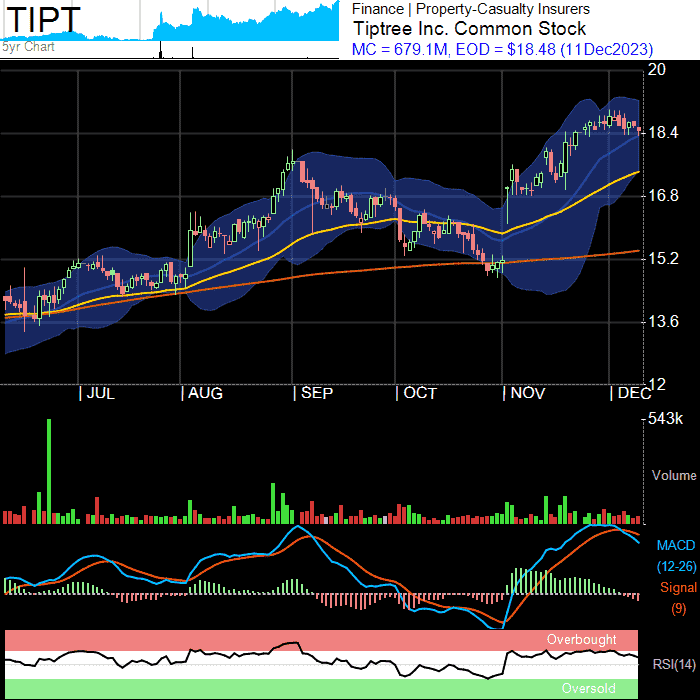 TIPT
5yr Chart
Finance | Property-Casualty Insurers
Tiptree Inc. Common Stock
MC = 679.1M, EOD = $18.48 (11Dec2023)
20
18.4
16.8
15.2
13.6
12
| JUL | AUG | SEP | OCT | NOV | DEC
543k
Volume
MACD
(12-26)
Signal
(9)
Overbought
RSI(14)
Oversold